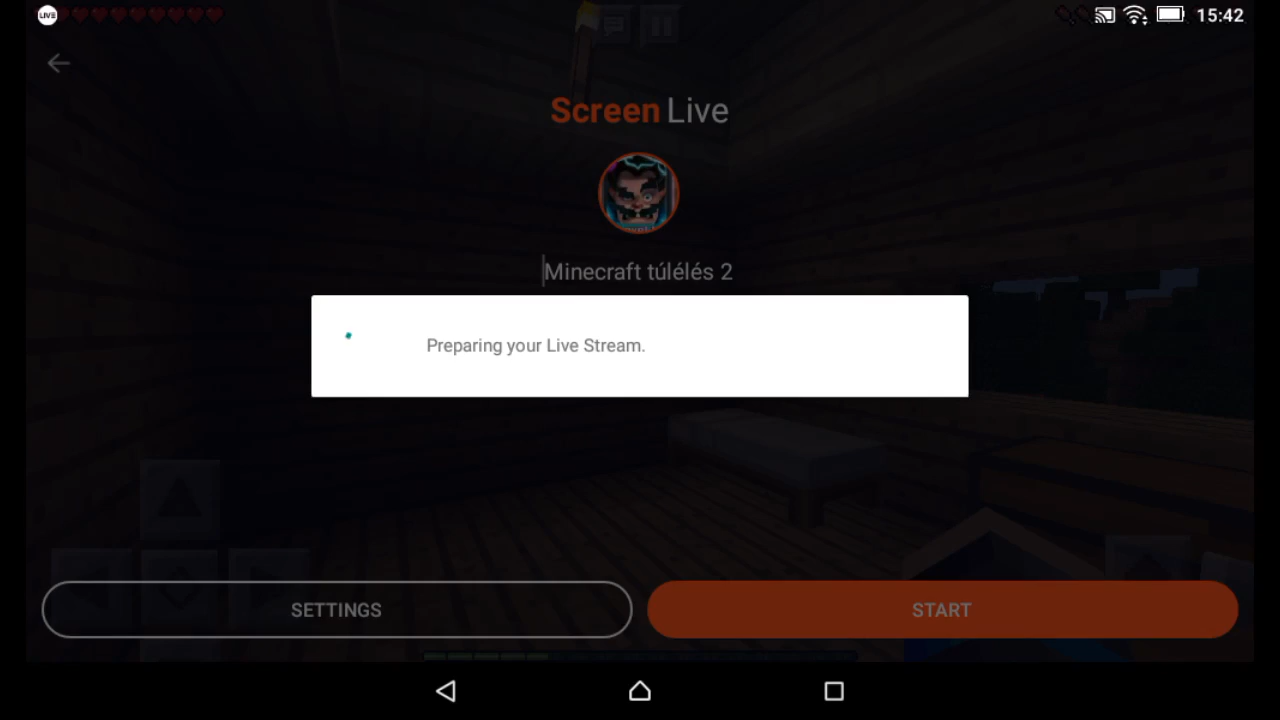 LIVE
15:42
Screen Live
Minecraft túlélés 2
Preparing your Live Stream.
SETTINGS
START